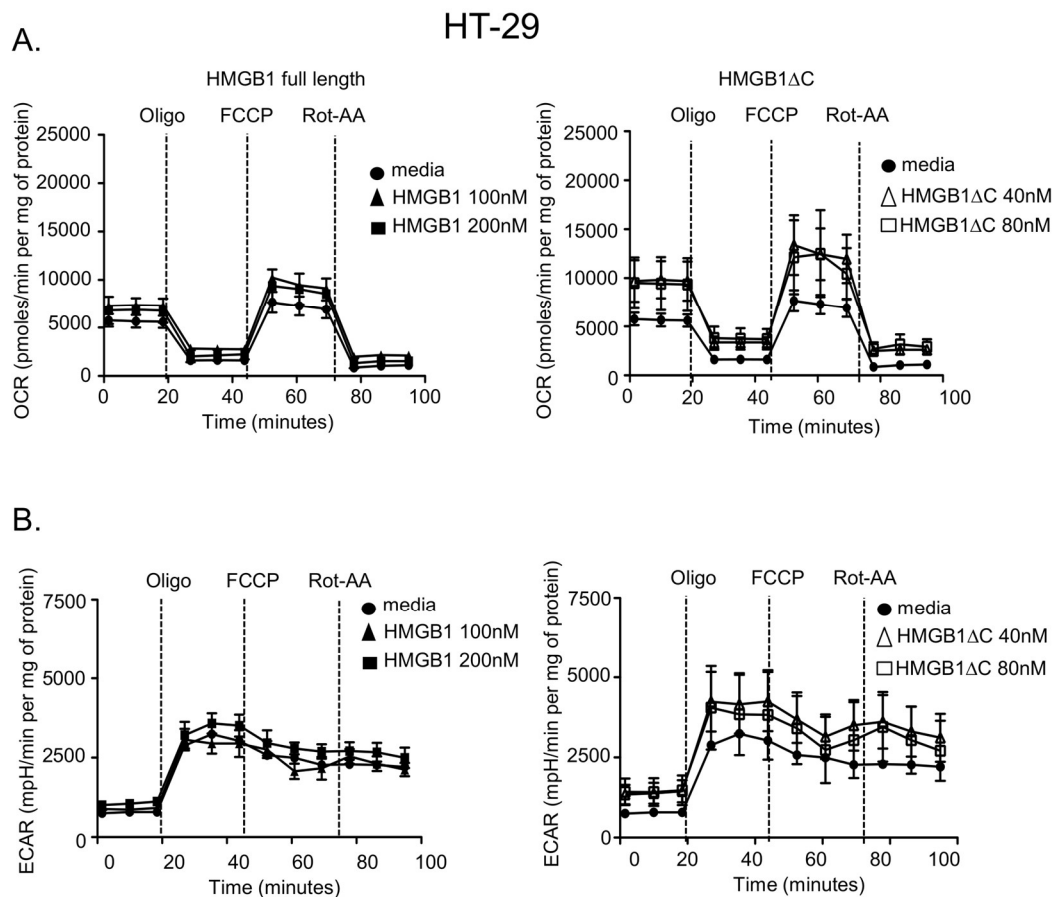 HT-29
A.
HMGB1 full length
Oligo FCCP Rot-AA
OCR (pmoles/min per mg of protein)
25000
20000
15000
10000
5000
0
media
HMGB1 100nM
HMGB1 200nM
0 20 40 60 80 100
Time (minutes)
HMGB1ΔC
Oligo FCCP Rot-AA
OCR (pmoles/min per mg of protein)
25000
20000
15000
10000
5000
0
media
HMGB1ΔC 40nM
HMGB1ΔC 80nM
0 20 40 60 80 100
Time (minutes)
B.
Oligo FCCP Rot-AA
ECAR (mpH/min per mg of protein)
7500
5000
2500
0
media
HMGB1 100nM
HMGB1 200nM
0 20 40 60 80 100
Time (minutes)
Oligo FCCP Rot-AA
ECAR (mpH/min per mg of protein)
7500
5000
2500
0
media
HMGB1ΔC 40nM
HMGB1ΔC 80nM
0 20 40 60 80 100
Time (minutes)